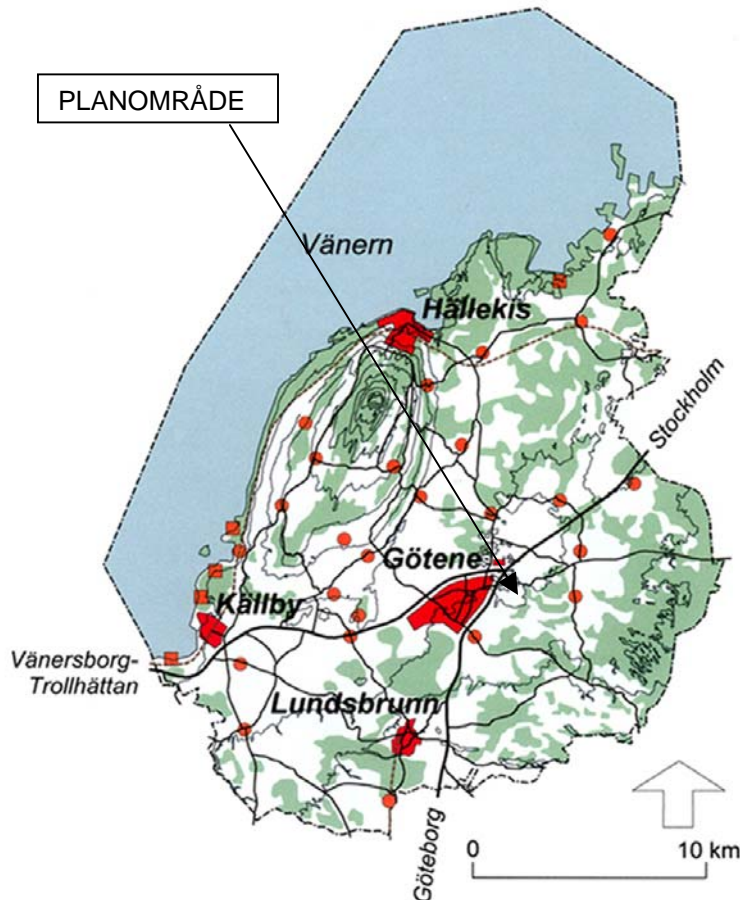 PLANOMRÅDE
Vänern
Hällekis
Stockholm
Götene
Källby
Vänersborg-
Trollhättan
Lundsbrunn
Göteborg
0 10 km